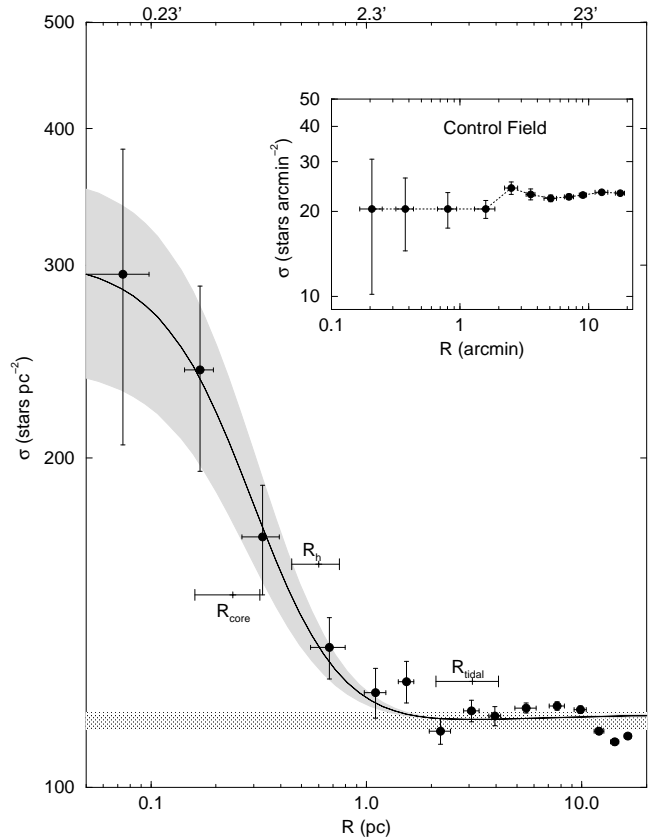 0.23' 2.3' 23'
500
400
300
200
100
σ (stars pc⁻²)
0.1 1.0 10.0
R (pc)
Control Field
50
40
30
20
10
σ (stars arcmin⁻²)
0.1 1 10
R (arcmin)
R_h
R_core
R_tidal